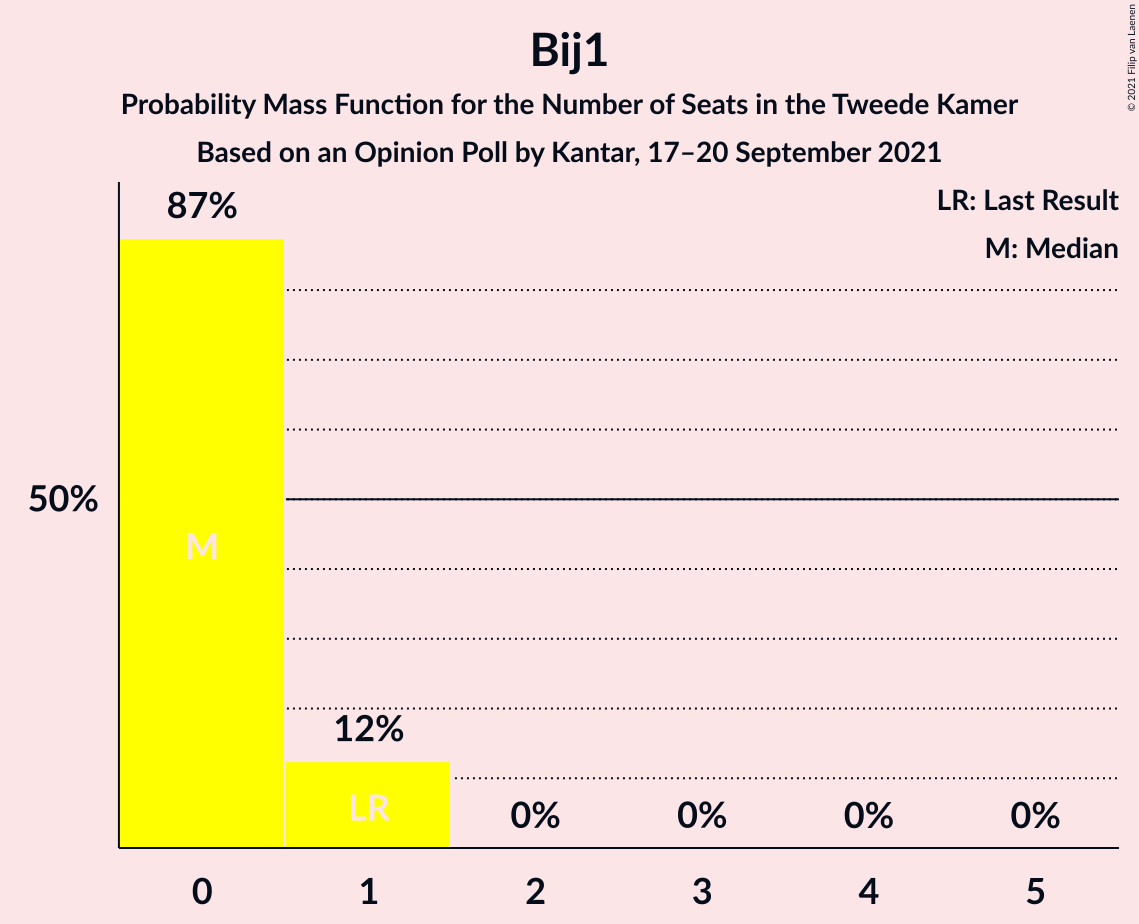 Bij1
Probability Mass Function for the Number of Seats in the Tweede Kamer
Based on an Opinion Poll by Kantar, 17–20 September 2021
© 2021 Filip van Laenen
LR: Last Result
M: Median
87%
50%
M
12%
LR
0%
0%
0%
0%
0
1
2
3
4
5